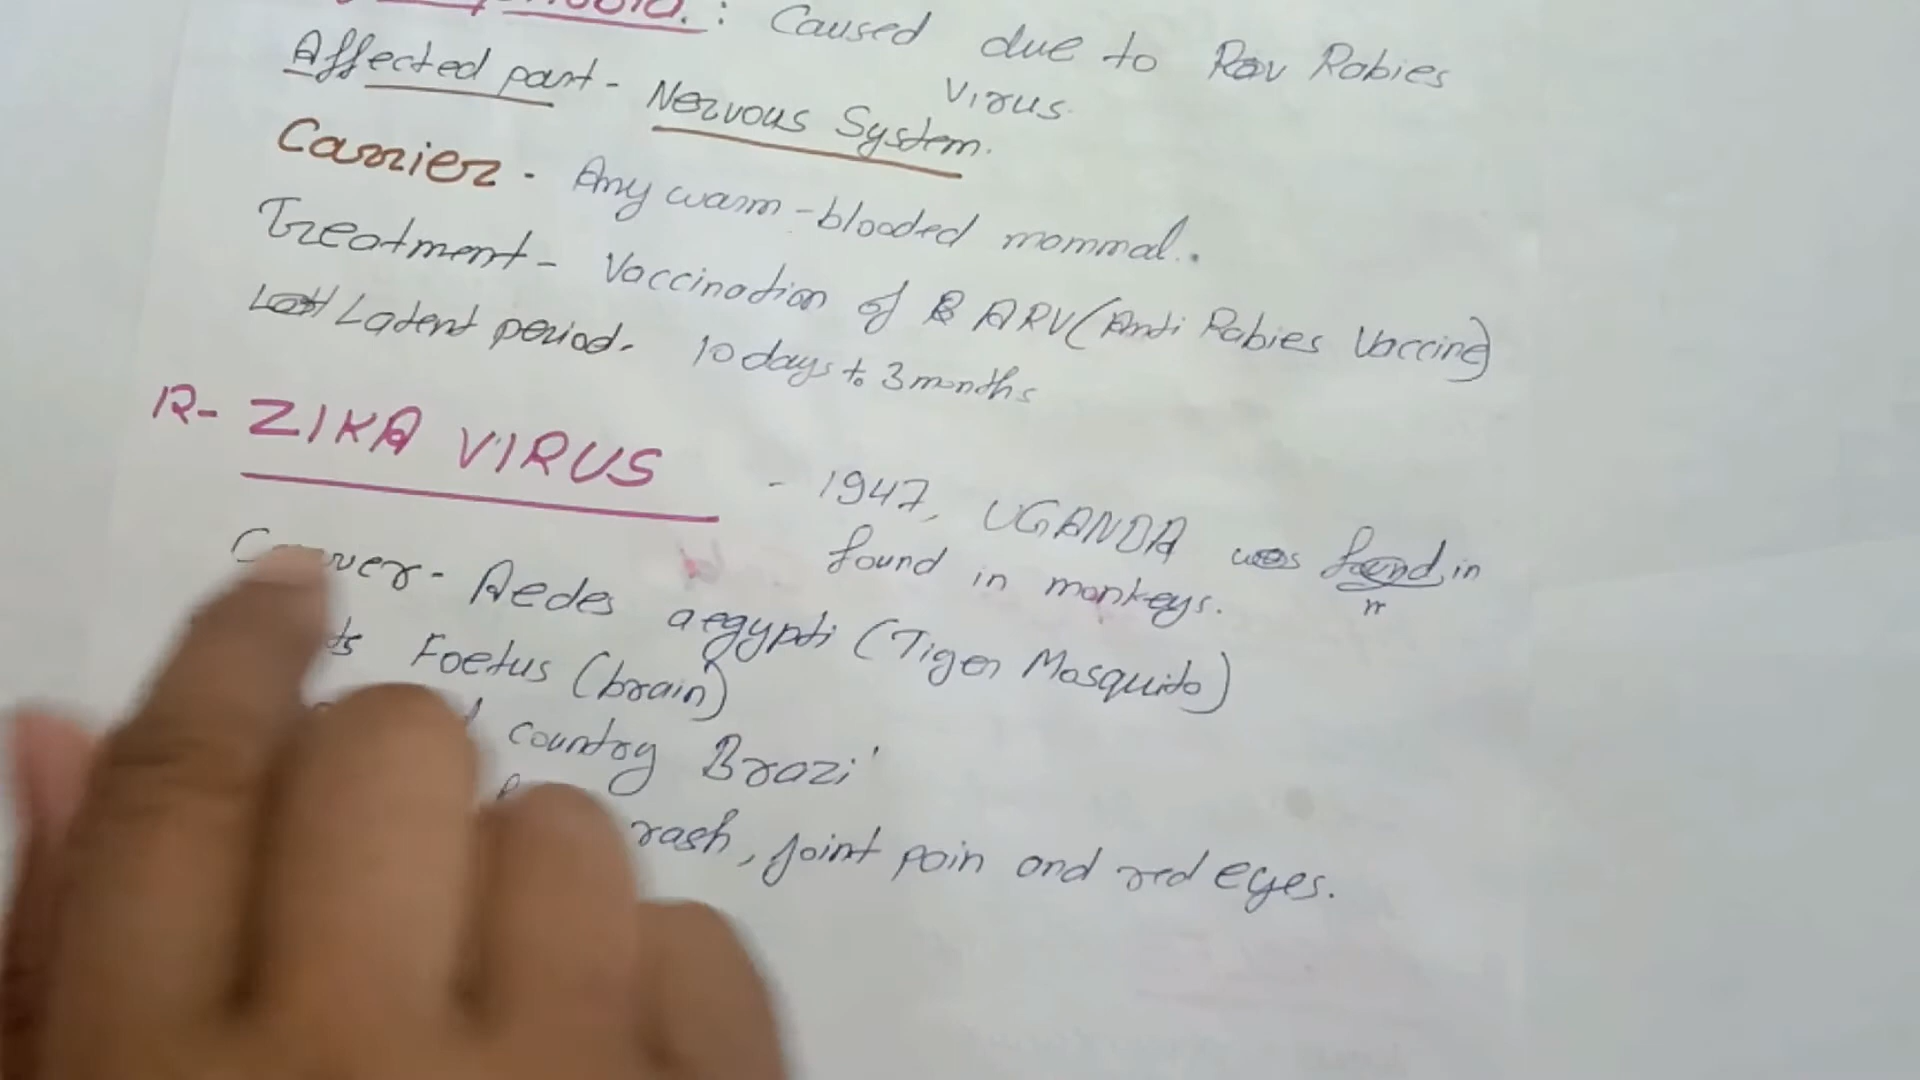 : Caused due to Rabies
Virus.
Affected part - Nervous System.
Carrier - Any warm-blooded mammal.
Treatment - Vaccination of ARV (Anti Rabies Vaccine)
Latent period. 10 days to 3 months
12- ZIKA VIRUS - 1947, UGANDA was found in
found in monkeys.
Aedes aegypti (Tiger Mosquito)
Foetus (brain)
country Brazi
rash, joint pain and red eyes.